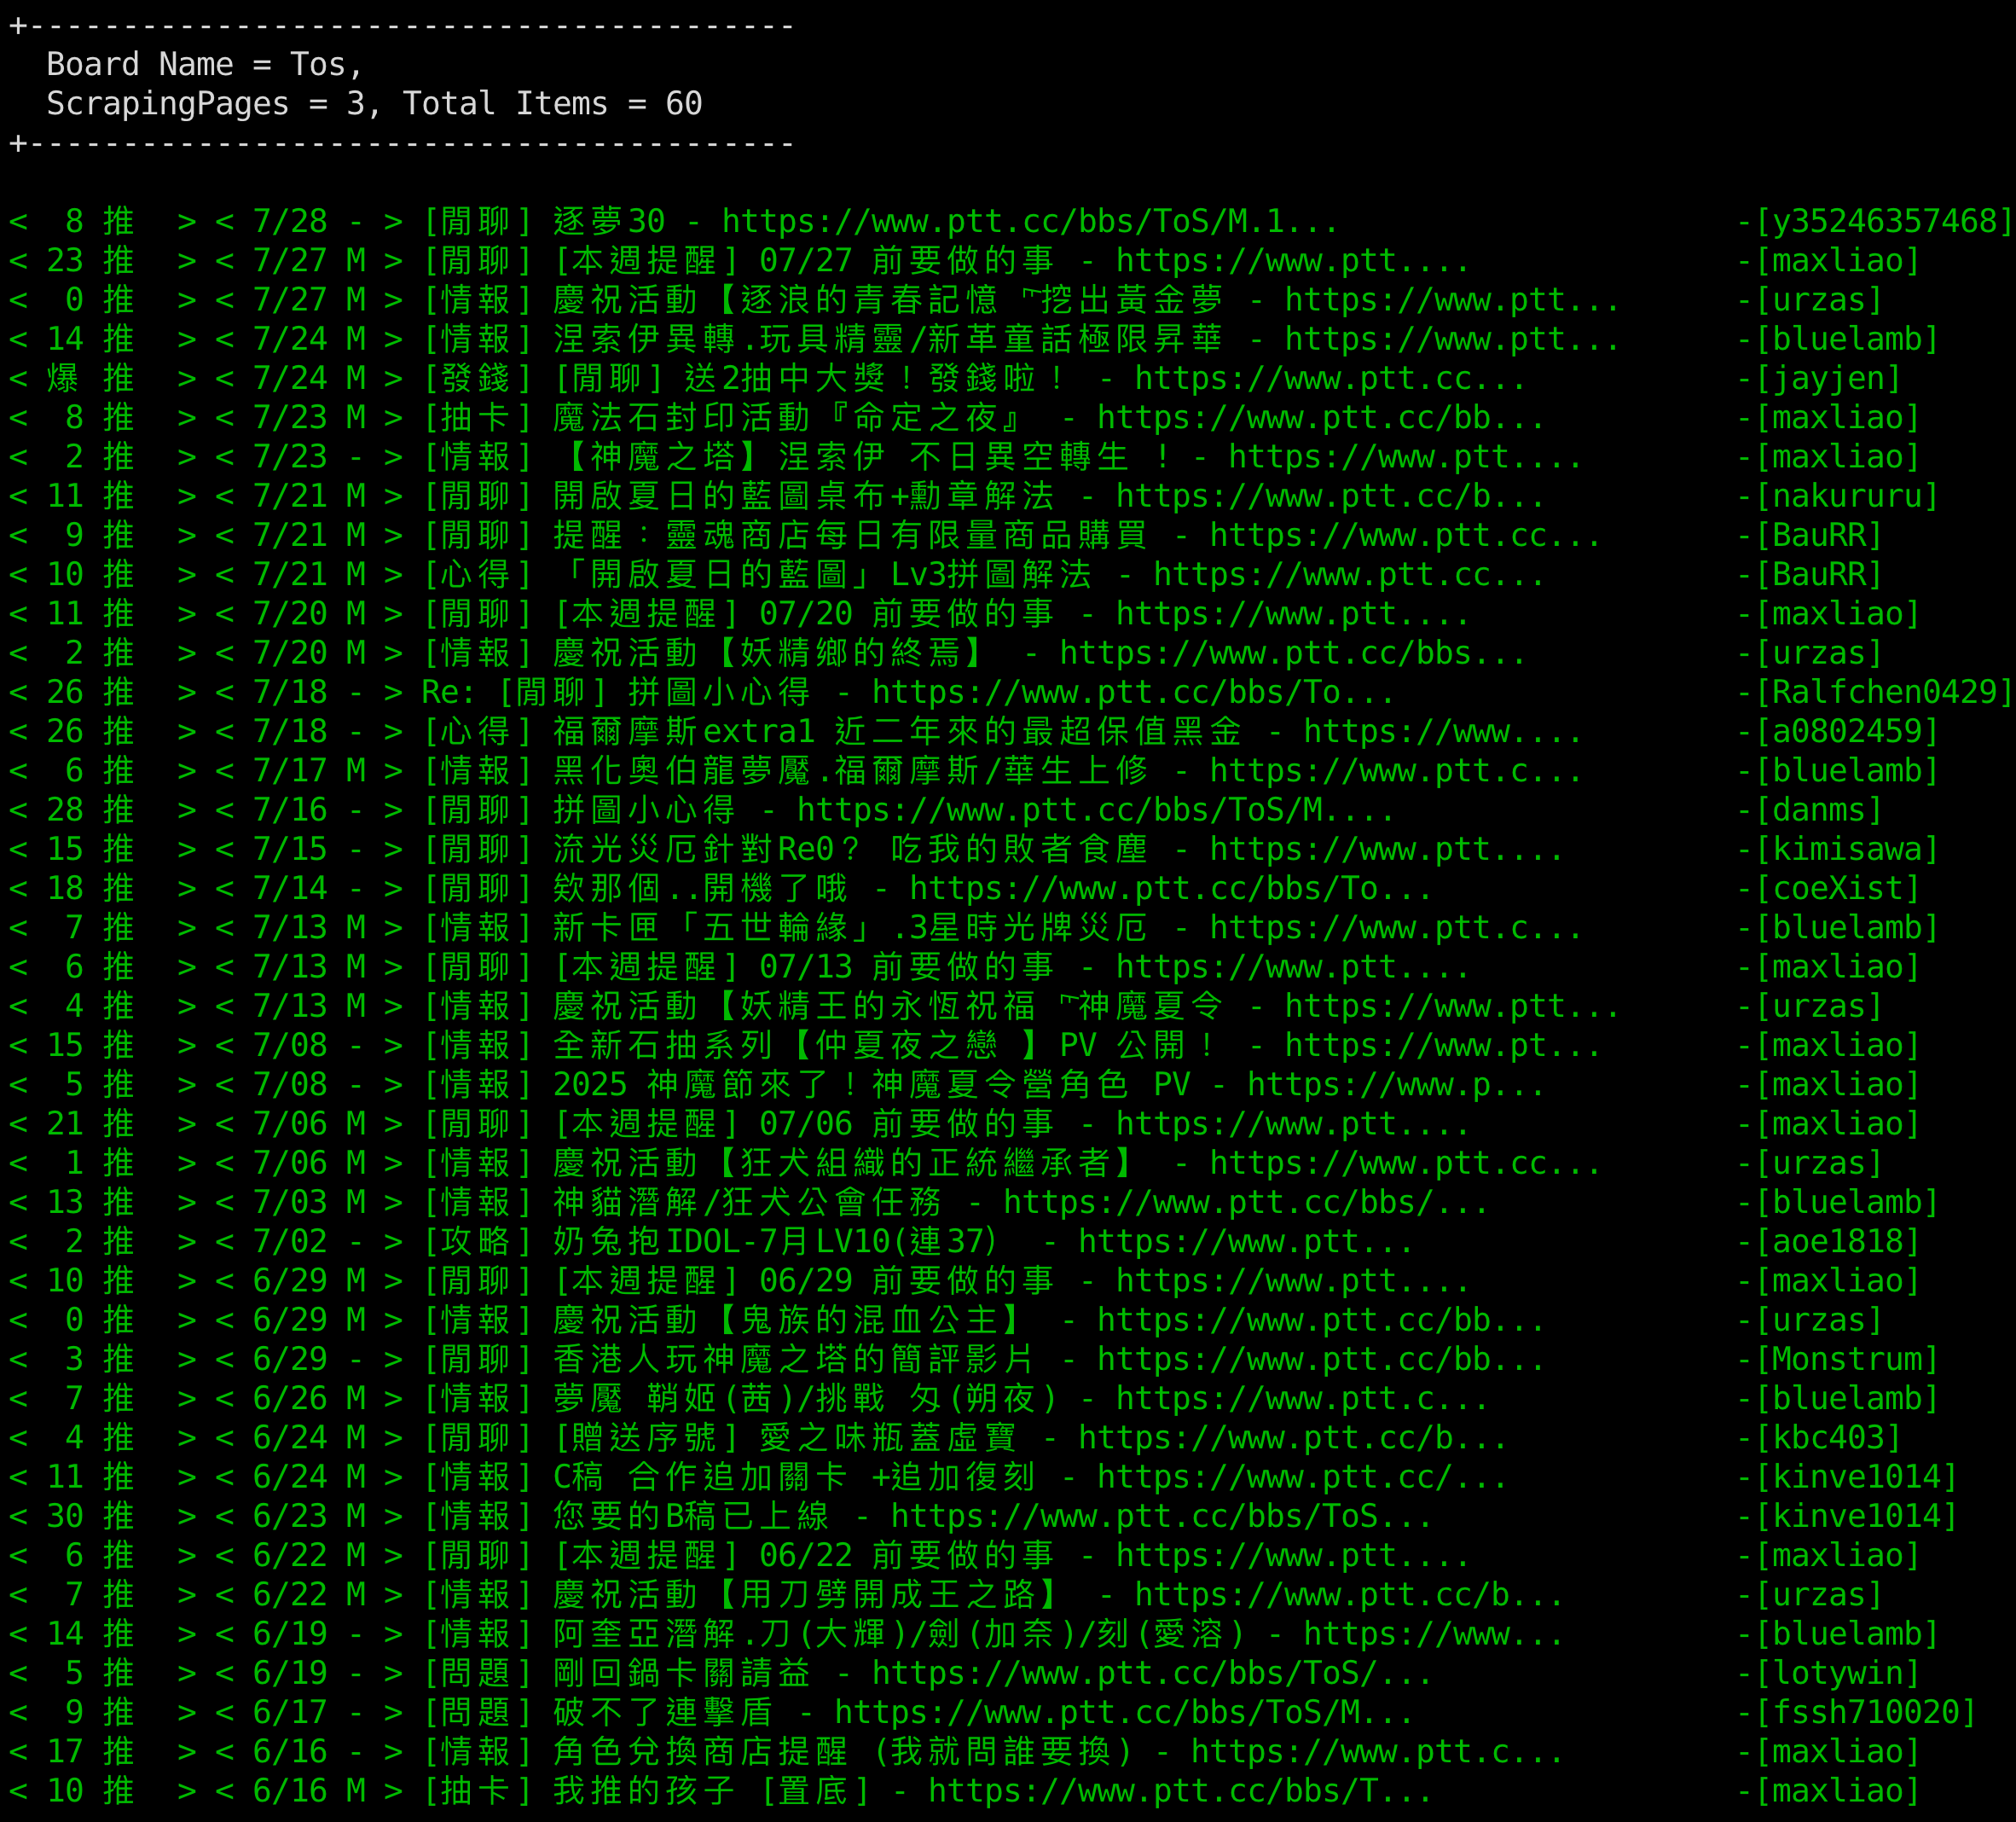 +-----------------------------------------
Board Name = Tos,
ScrapingPages = 3, Total Items = 60
+-----------------------------------------
<  8 推  > < 7/28 - > [閒聊] 逐夢30 - https://www.ptt.cc/bbs/ToS/M.1... -[y35246357468]
< 23 推  > < 7/27 M > [閒聊] [本週提醒] 07/27 前要做的事 - https://www.ptt.... -[maxliao]
<  0 推  > < 7/27 M > [情報] 慶祝活動【逐浪的青春記憶 乛挖出黃金夢 - https://www.ptt... -[urzas]
< 14 推  > < 7/24 M > [情報] 涅索伊異轉.玩具精靈/新革童話極限昇華 - https://www.ptt... -[bluelamb]
< 爆 推  > < 7/24 M > [發錢] [閒聊] 送2抽中大獎！發錢啦！ - https://www.ptt.cc... -[jayjen]
<  8 推  > < 7/23 M > [抽卡] 魔法石封印活動『命定之夜』 - https://www.ptt.cc/bb... -[maxliao]
<  2 推  > < 7/23 - > [情報] 【神魔之塔】涅索伊 不日異空轉生 ！- https://www.ptt.... -[maxliao]
< 11 推  > < 7/21 M > [閒聊] 開啟夏日的藍圖桌布+勳章解法 - https://www.ptt.cc/b... -[nakururu]
<  9 推  > < 7/21 M > [閒聊] 提醒：靈魂商店每日有限量商品購買 - https://www.ptt.cc... -[BauRR]
< 10 推  > < 7/21 M > [心得] 「開啟夏日的藍圖」Lv3拼圖解法 - https://www.ptt.cc... -[BauRR]
< 11 推  > < 7/20 M > [閒聊] [本週提醒] 07/20 前要做的事 - https://www.ptt.... -[maxliao]
<  2 推  > < 7/20 M > [情報] 慶祝活動【妖精鄉的終焉】 - https://www.ptt.cc/bbs... -[urzas]
< 26 推  > < 7/18 - > Re: [閒聊] 拼圖小心得 - https://www.ptt.cc/bbs/To... -[Ralfchen0429]
< 26 推  > < 7/18 - > [心得] 福爾摩斯extra1 近二年來的最超保值黑金 - https://www.... -[a0802459]
<  6 推  > < 7/17 M > [情報] 黑化奧伯龍夢魘.福爾摩斯/華生上修 - https://www.ptt.c... -[bluelamb]
< 28 推  > < 7/16 - > [閒聊] 拼圖小心得 - https://www.ptt.cc/bbs/ToS/M.... -[danms]
< 15 推  > < 7/15 - > [閒聊] 流光災厄針對Re0？ 吃我的敗者食塵 - https://www.ptt.... -[kimisawa]
< 18 推  > < 7/14 - > [閒聊] 欸那個..開機了哦 - https://www.ptt.cc/bbs/To... -[coeXist]
<  7 推  > < 7/13 M > [情報] 新卡匣「五世輪緣」.3星時光牌災厄 - https://www.ptt.c... -[bluelamb]
<  6 推  > < 7/13 M > [閒聊] [本週提醒] 07/13 前要做的事 - https://www.ptt.... -[maxliao]
<  4 推  > < 7/13 M > [情報] 慶祝活動【妖精王的永恆祝福 乛神魔夏令 - https://www.ptt... -[urzas]
< 15 推  > < 7/08 - > [情報] 全新石抽系列【仲夏夜之戀 】PV 公開！ - https://www.pt... -[maxliao]
<  5 推  > < 7/08 - > [情報] 2025 神魔節來了！神魔夏令營角色 PV - https://www.p... -[maxliao]
< 21 推  > < 7/06 M > [閒聊] [本週提醒] 07/06 前要做的事 - https://www.ptt.... -[maxliao]
<  1 推  > < 7/06 M > [情報] 慶祝活動【狂犬組織的正統繼承者】 - https://www.ptt.cc... -[urzas]
< 13 推  > < 7/03 M > [情報] 神貓潛解/狂犬公會任務 - https://www.ptt.cc/bbs/... -[bluelamb]
<  2 推  > < 7/02 - > [攻略] 奶兔抱IDOL-7月LV10(連37） - https://www.ptt... -[aoe1818]
< 10 推  > < 6/29 M > [閒聊] [本週提醒] 06/29 前要做的事 - https://www.ptt.... -[maxliao]
<  0 推  > < 6/29 M > [情報] 慶祝活動【鬼族的混血公主】 - https://www.ptt.cc/bb... -[urzas]
<  3 推  > < 6/29 - > [閒聊] 香港人玩神魔之塔的簡評影片 - https://www.ptt.cc/bb... -[Monstrum]
<  7 推  > < 6/26 M > [情報] 夢魘 鞘姬(茜)/挑戰 匁(朔夜) - https://www.ptt.c... -[bluelamb]
<  4 推  > < 6/24 M > [閒聊] [贈送序號] 愛之味瓶蓋虛寶 - https://www.ptt.cc/b... -[kbc403]
< 11 推  > < 6/24 M > [情報] C稿 合作追加關卡 +追加復刻 - https://www.ptt.cc/... -[kinve1014]
< 30 推  > < 6/23 M > [情報] 您要的B稿已上線 - https://www.ptt.cc/bbs/ToS... -[kinve1014]
<  6 推  > < 6/22 M > [閒聊] [本週提醒] 06/22 前要做的事 - https://www.ptt.... -[maxliao]
<  7 推  > < 6/22 M > [情報] 慶祝活動【用刀劈開成王之路】 - https://www.ptt.cc/b... -[urzas]
< 14 推  > < 6/19 - > [情報] 阿奎亞潛解.刀(大輝)/劍(加奈)/刻(愛溶) - https://www... -[bluelamb]
<  5 推  > < 6/19 - > [問題] 剛回鍋卡關請益 - https://www.ptt.cc/bbs/ToS/... -[lotywin]
<  9 推  > < 6/17 - > [問題] 破不了連擊盾 - https://www.ptt.cc/bbs/ToS/M... -[fssh710020]
< 17 推  > < 6/16 - > [情報] 角色兌換商店提醒 (我就問誰要換) - https://www.ptt.c... -[maxliao]
< 10 推  > < 6/16 M > [抽卡] 我推的孩子 [置底] - https://www.ptt.cc/bbs/T... -[maxliao]